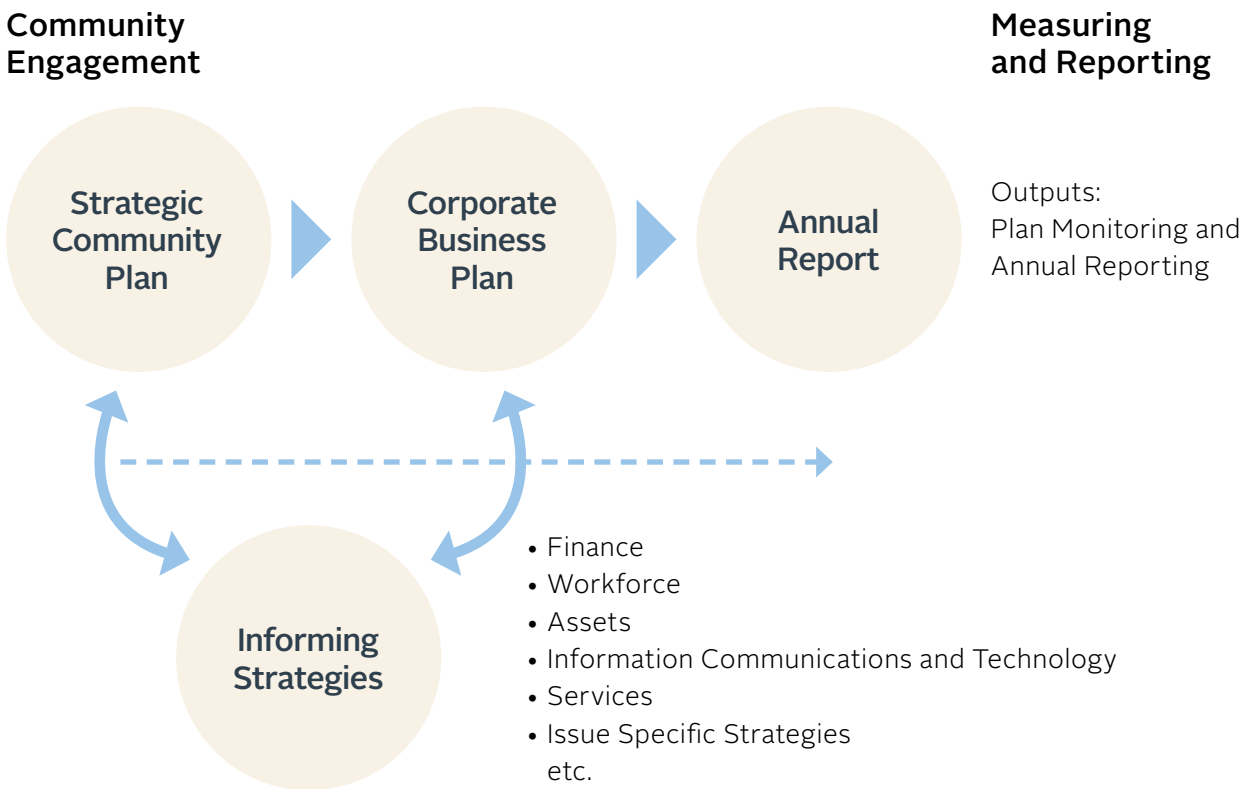 Community
Engagement
Measuring
and Reporting
Strategic
Community
Plan
Corporate
Business
Plan
Annual
Report
Outputs:
Plan Monitoring and
Annual Reporting
Informing
Strategies
• Finance
• Workforce
• Assets
• Information Communications and Technology
• Services
• Issue Specific Strategies
etc.